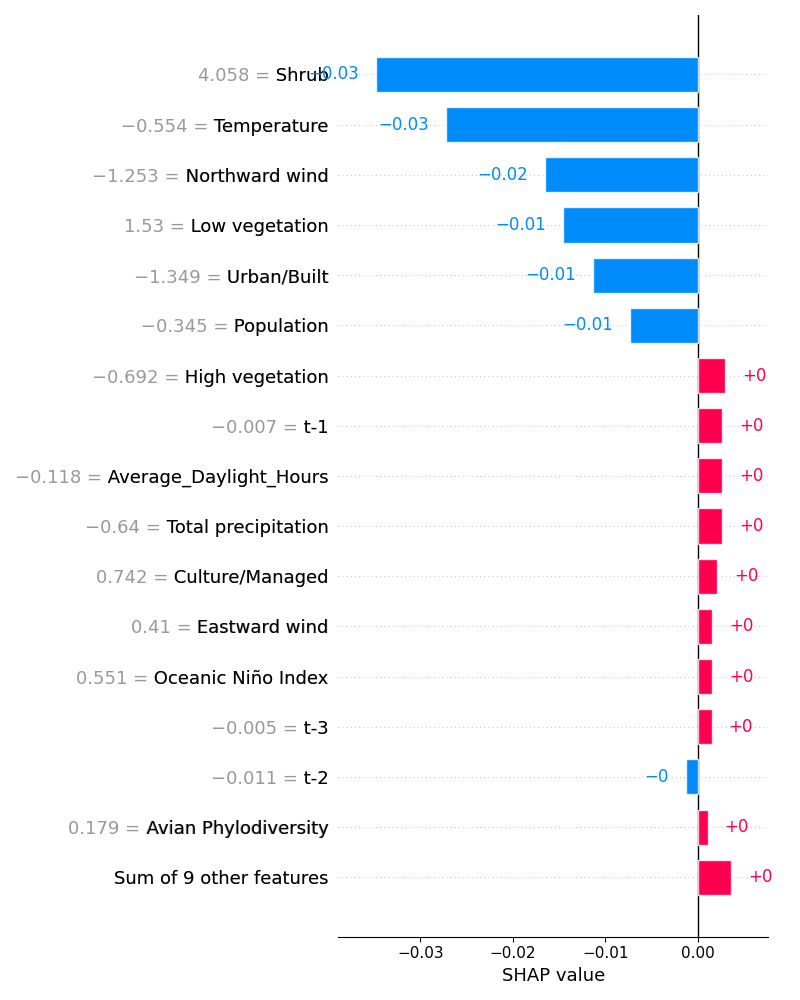 4.058 = Shrub −0.03
−0.554 = Temperature −0.03
−1.253 = Northward wind −0.02
1.53 = Low vegetation −0.01
−1.349 = Urban/Built −0.01
−0.345 = Population −0.01
−0.692 = High vegetation +0
−0.007 = t-1 +0
−0.118 = Average_Daylight_Hours +0
−0.64 = Total precipitation +0
0.742 = Culture/Managed +0
0.41 = Eastward wind +0
0.551 = Oceanic Niño Index +0
−0.005 = t-3 +0
−0.011 = t-2 −0
0.179 = Avian Phylodiversity +0
Sum of 9 other features +0
−0.03 −0.02 −0.01 0.00
SHAP value